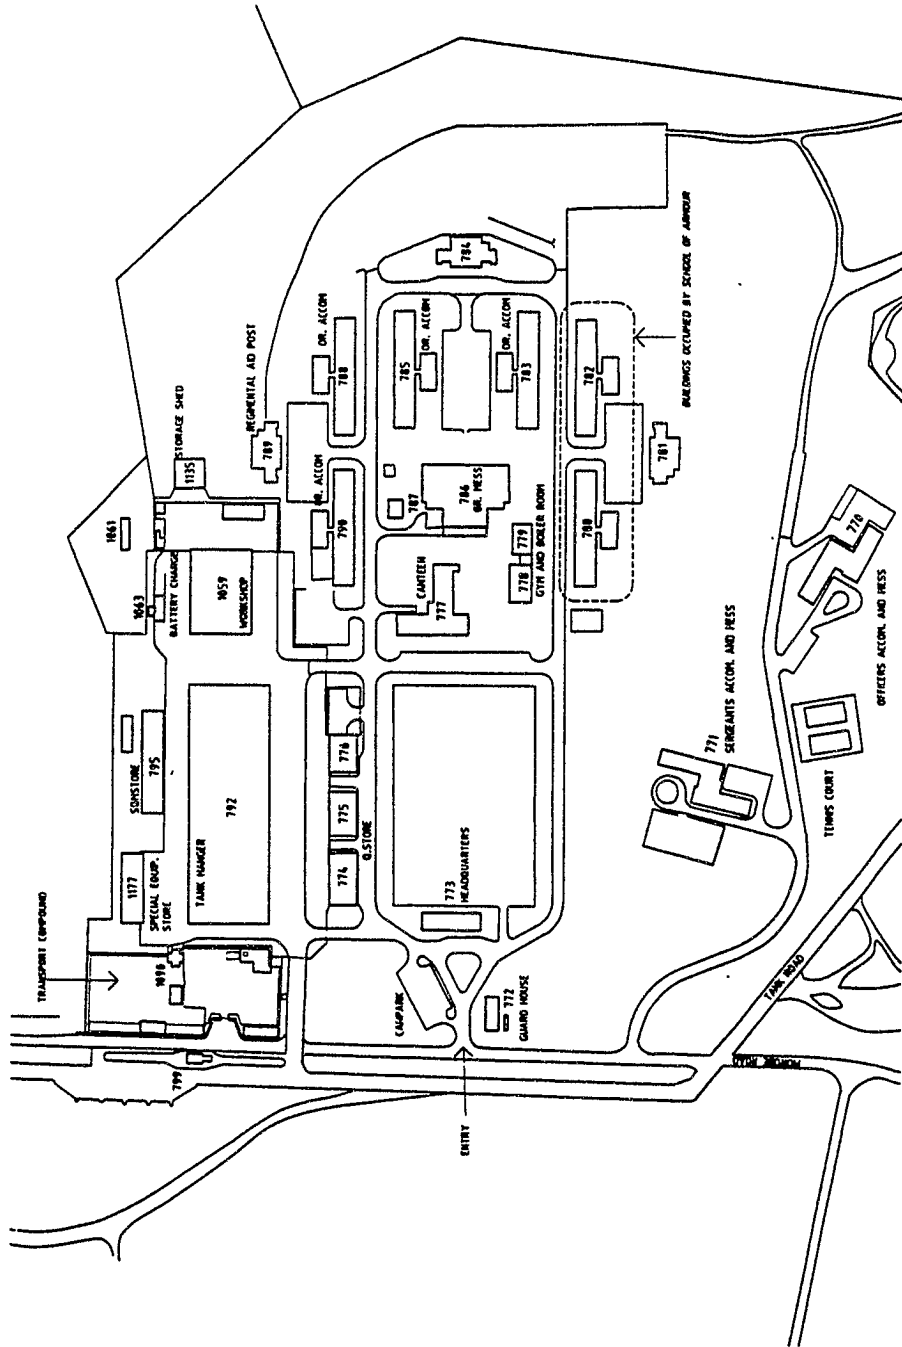 TRANSPORT COMPOUND
799
1098
1177
SPECIAL EQUIP.
STORE
SQNSTORE
795
TANK HANGER
792
1063
BATTERY CHARGE
1061
1059
WORKSHOP
1135
STORAGE SHED
REGIMENTAL AID POST
789
OR. ACCOM
790
OR. ACCOM
788
774
775
776
Q.STORE
773
HEADQUARTERS
CARPARK
772
GUARD HOUSE
ENTRY
CANTEEN
777
787
786
OR. MESS
778
779
GYM AND BOILER ROOM
785
OR. ACCOM
783
OR. ACCOM
784
780
782
781
BUILDINGS OCCUPIED BY SCHOOL OF ARMOUR
771
SERGEANTS ACCOM. AND MESS
TENNIS COURT
770
OFFICERS ACCOM. AND MESS
TANK ROAD